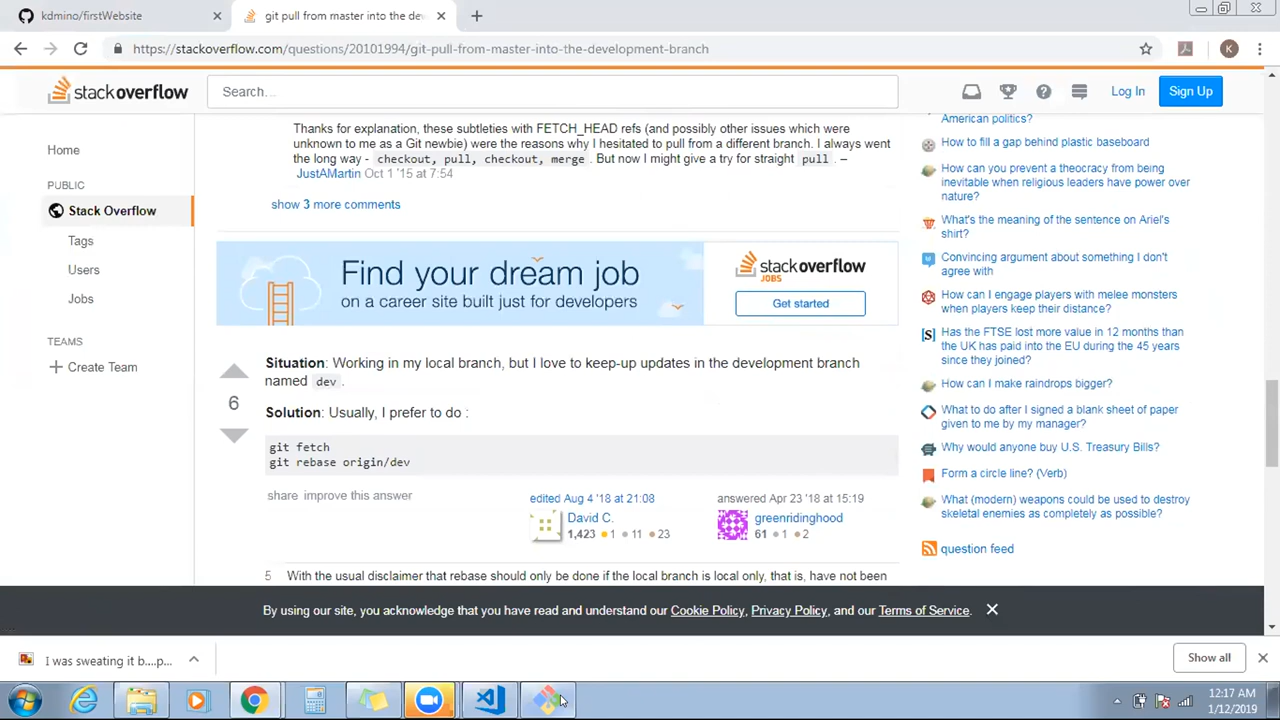 kdmino/firstWebsite
git pull from master into the dev
https://stackoverflow.com/questions/20101994/git-pull-from-master-into-the-development-branch
K
stackoverflow
Search...
Log In
Sign Up
Home
PUBLIC
Stack Overflow
Tags
Users
Jobs
TEAMS
Create Team
Thanks for explanation, these subtleties with FETCH_HEAD refs (and possibly other issues which were
unknown to me as a Git newbie) were the reasons why I hesitated to pull from a different branch. I always went
the long way - checkout, pull, checkout, merge . But now I might give a try for straight pull . –
JustAMartin Oct 1 '15 at 7:54
show 3 more comments
Find your dream job
on a career site built just for developers
stackoverflow
JOBS
Get started
6
Situation: Working in my local branch, but I love to keep-up updates in the development branch
named dev .
Solution: Usually, I prefer to do :
git fetch
git rebase origin/dev
share improve this answer
edited Aug 4 '18 at 21:08
David C.
1,423 1 11 23
answered Apr 23 '18 at 15:19
greenridinghood
61 1 2
5 With the usual disclaimer that rebase should only be done if the local branch is local only, that is, have not been
American politics?
How to fill a gap behind plastic baseboard
How can you prevent a theocracy from being
inevitable when religious leaders have power over
nature?
What's the meaning of the sentence on Ariel's
shirt?
Convincing argument about something I don't
agree with
How can I engage players with melee monsters
when players keep their distance?
Has the FTSE lost more value in 12 months than
the UK has paid into the EU during the 45 years
since they joined?
How can I make raindrops bigger?
What to do after I signed a blank sheet of paper
given to me by my manager?
Why would anyone buy U.S. Treasury Bills?
Form a circle line? (Verb)
What (modern) weapons could be used to destroy
skeletal enemies as completely as possible?
question feed
By using our site, you acknowledge that you have read and understand our Cookie Policy, Privacy Policy, and our Terms of Service.
I was sweating it b....p...
Show all
12:17 AM
1/12/2019